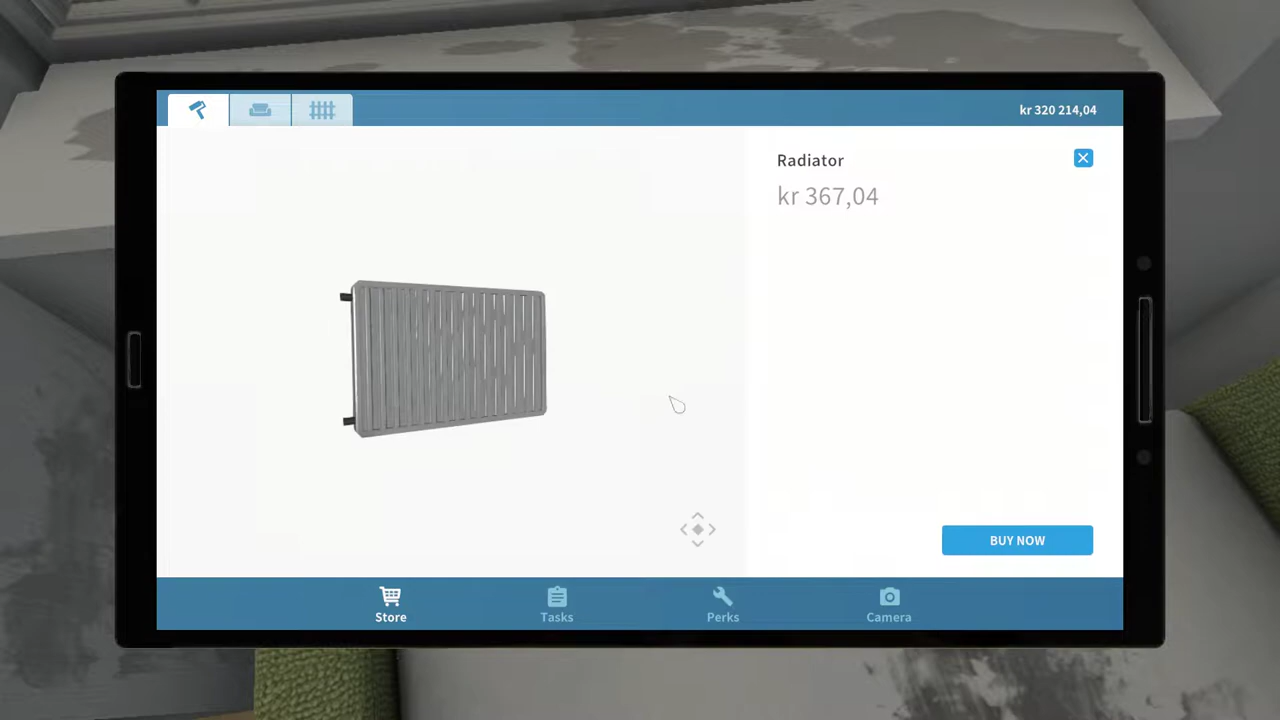 kr 320 214,04
Radiator
kr 367,04
BUY NOW
Store
Tasks
Perks
Camera